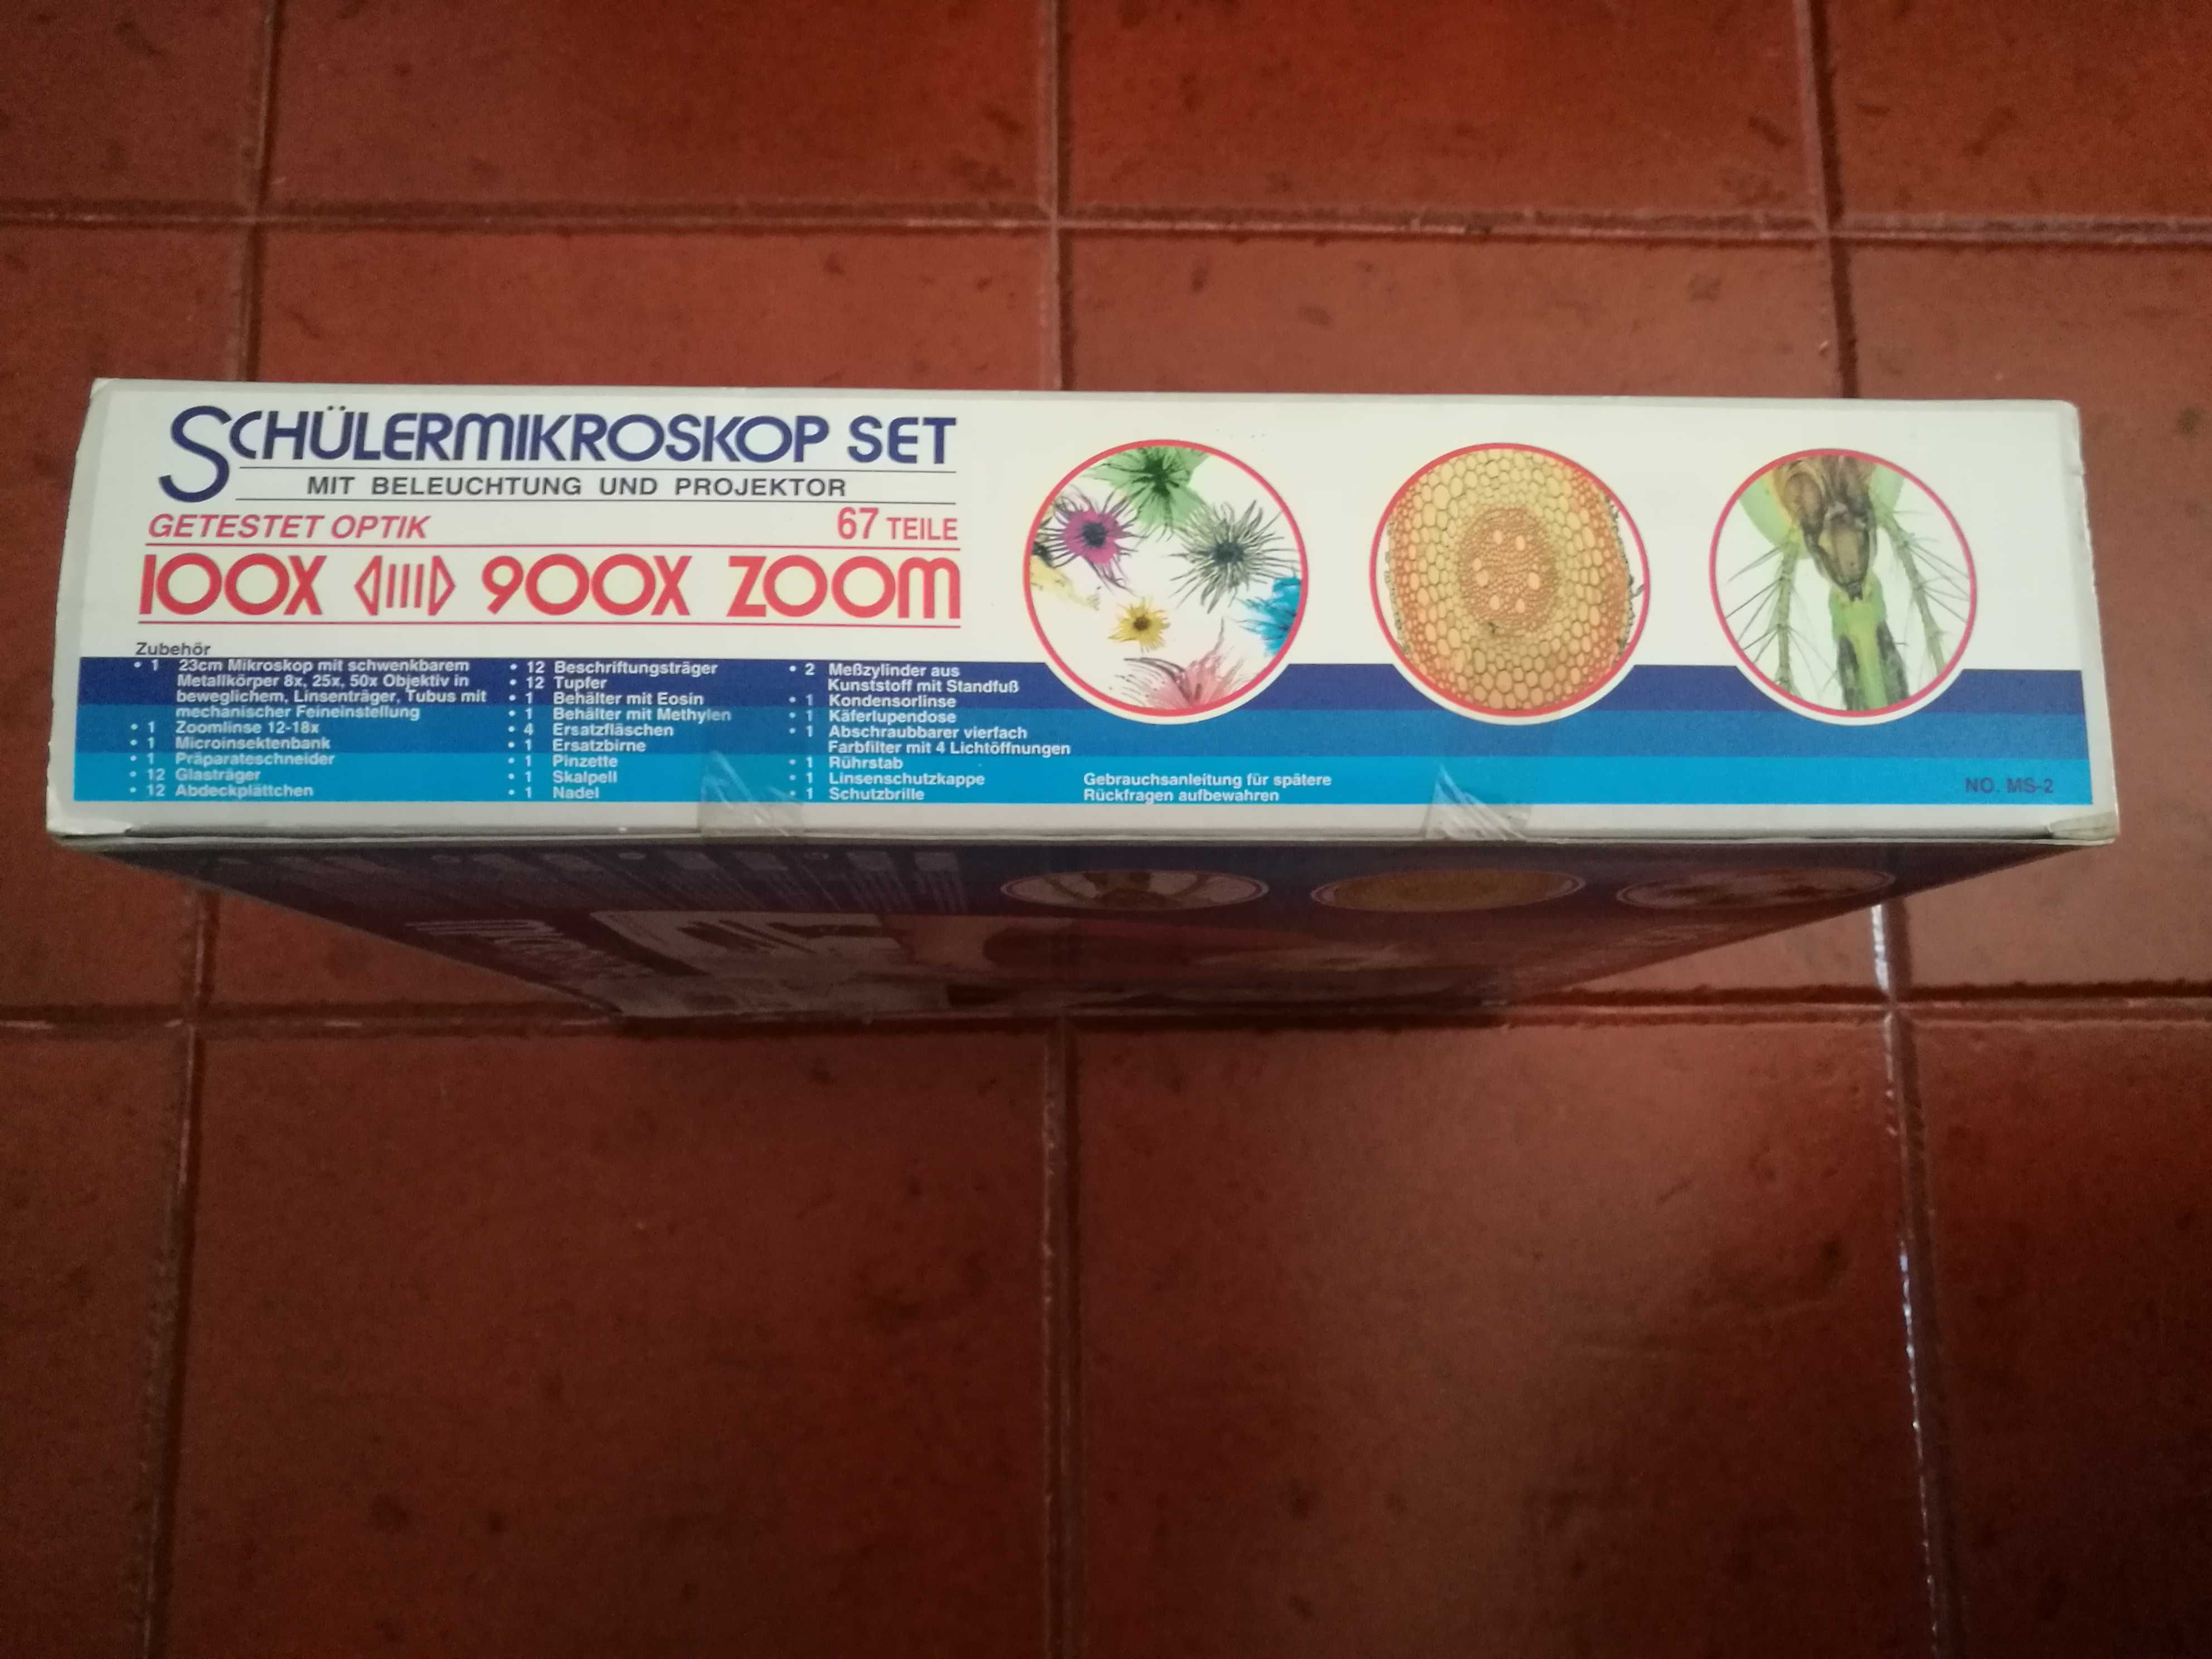 SCHÜLERMIKROSKOP SET
MIT BELEUCHTUNG UND PROJEKTOR
GETESTET OPTIK
67 TEILE
100X 900X ZOOM
Zubehör
• 1 23cm Mikroskop mit schwenkbarem
Metallkörper 8x, 25x, 50x Objektiv in
beweglichem, Linsenträger, Tubus mit
mechanischer Feineinstellung
• 1 Zoomlinse 12-18x
• 1 Microinsektenbank
• 1 Präparateschneider
• 12 Glasträger
• 12 Abdeckplättchen
• 12 Beschriftungsträger
• 12 Tupfer
• 1 Behälter mit Eosin
• 1 Behälter mit Methylen
• 4 Ersatzfläschen
• 1 Ersatzbirne
• 1 Pinzette
• 1 Skalpell
• 1 Nadel
• 2 Meßzylinder aus
Kunststoff mit Standfuß
• 1 Kondensorlinse
• 1 Käferlupendose
• 1 Abschraubbarer vierfach
Farbfilter mit 4 Lichtöffnungen
• 1 Rührstab
• 1 Linsenschutzkappe
• 1 Schutzbrille
Gebrauchsanleitung für spätere
Rückfragen aufbewahren
NO. MS-2